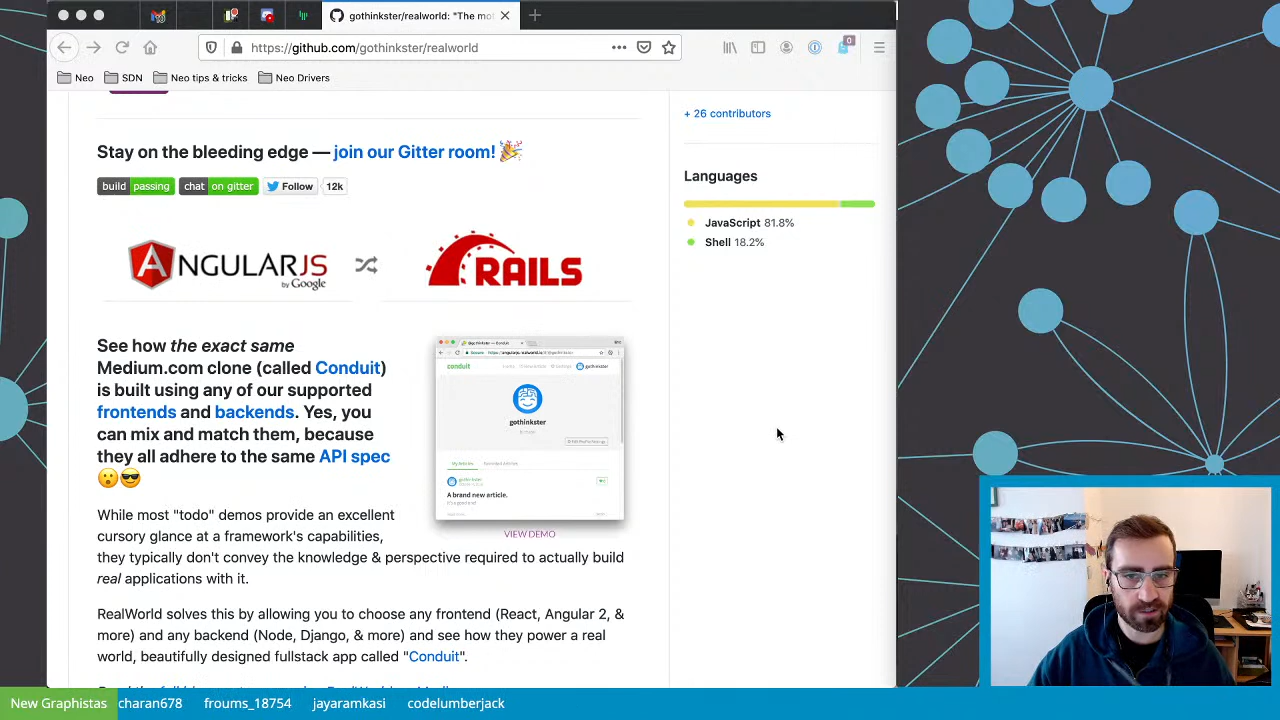 gothinkster/realworld: "The mo
https://github.com/gothinkster/realworld
0
Neo
SDN
Neo tips & tricks
Neo Drivers
+ 26 contributors
Stay on the bleeding edge — join our Gitter room! 🎉
build passing
chat on gitter
Follow
12k
Languages
JavaScript 81.8%
Shell 18.2%
ANGULARJS
by Google
RAILS
See how the exact same
Medium.com clone (called Conduit)
is built using any of our supported
frontends and backends. Yes, you
can mix and match them, because
they all adhere to the same API spec
😮😎
conduit
gothinkster
gothinkster
My Articles
gothinkster
A brand new article.
VIEW DEMO
While most "todo" demos provide an excellent
cursory glance at a framework's capabilities,
they typically don't convey the knowledge & perspective required to actually build
real applications with it.
RealWorld solves this by allowing you to choose any frontend (React, Angular 2, &
more) and any backend (Node, Django, & more) and see how they power a real
world, beautifully designed fullstack app called "Conduit".
New Graphistas
charan678
froums_18754
jayaramkasi
codelumberjack